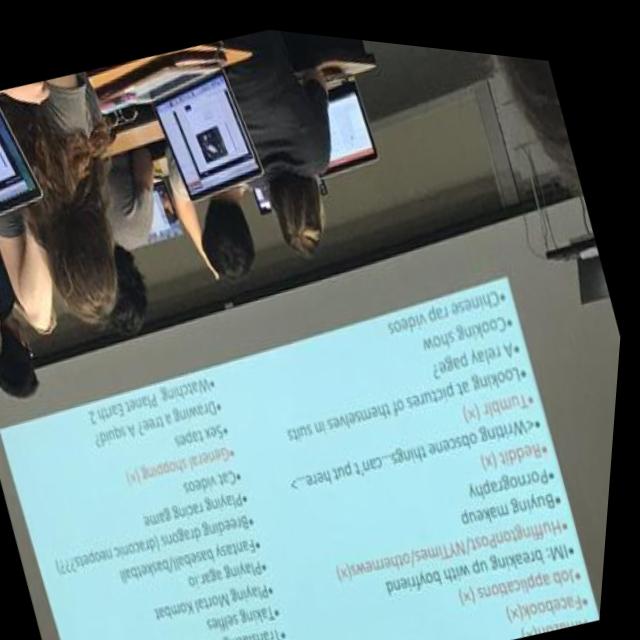 •Facebook(x)
•Job applications (x)
•IM: breaking up with boyfriend
•HuffingtonPost/NYTimes/othernews(x)
•Buying makeup
•Pornography
•Reddit (x)
•<Writing obscene things...Can't put here...>
•Tumblr (x)
•Looking at pictures of themselves in suits
•A relay page?
•Cooking show
•Chinese rap videos
•Taking selfies
•Playing Mortal Kombat
•Playing agar.io
•Fantasy baseball/basketball
•Breeding dragons (draconic neopets???)
•Playing racing game
•Cat videos
•General shopping (x)
•Sex tapes
•Drawing a tree? A squid?
•Watching Planet Earth 2